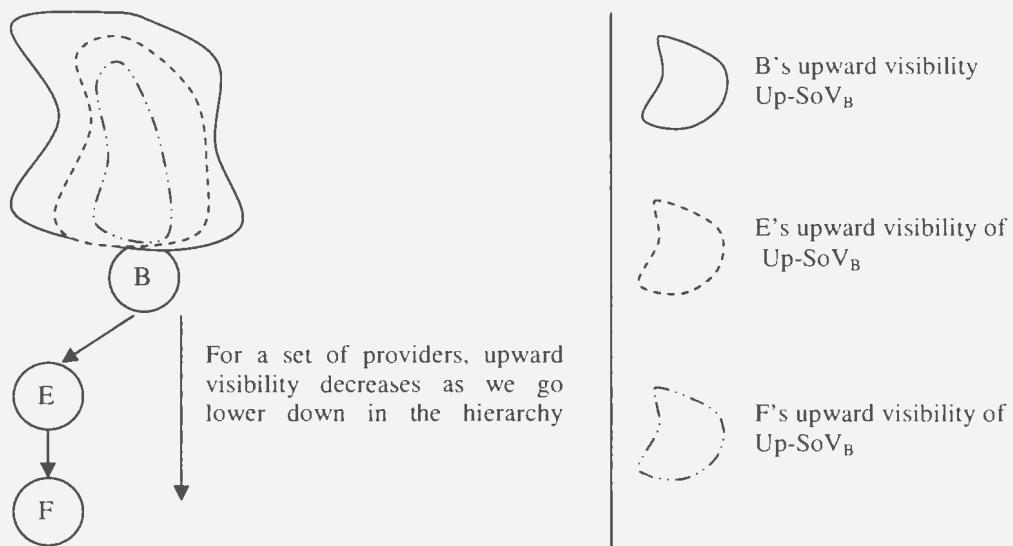 B
E
F
For a set of providers, upward
visibility decreases as we go
lower down in the hierarchy
B's upward visibility
Up-SoV_B
E's upward visibility of
Up-SoV_B
F's upward visibility of
Up-SoV_B